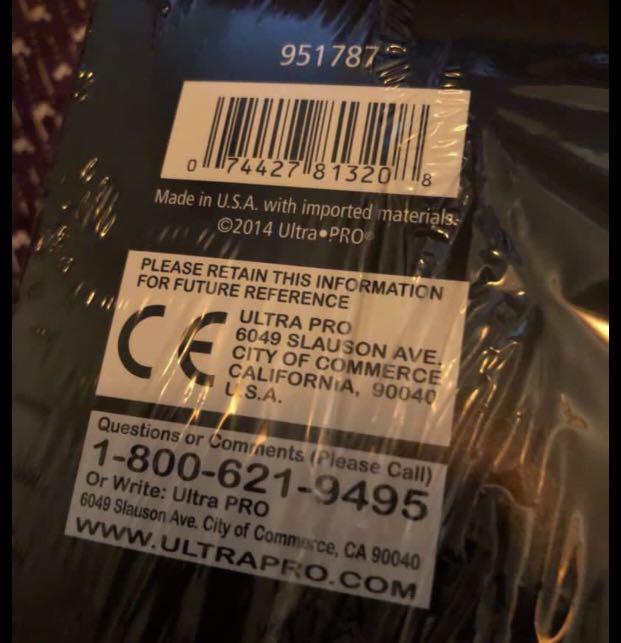 951787
0 74427 81320 8
Made in U.S.A. with imported materials.
©2014 Ultra•PRO®
PLEASE RETAIN THIS INFORMATION
FOR FUTURE REFERENCE
CE
ULTRA PRO
6049 SLAUSON AVE.
CITY OF COMMERCE
CALIFORNIA, 90040
U.S.A.
Questions or Comments (Please Call)
1-800-621-9495
Or Write: Ultra PRO
6049 Slauson Ave. City of Commerce, CA 90040
WWW.ULTRAPRO.COM